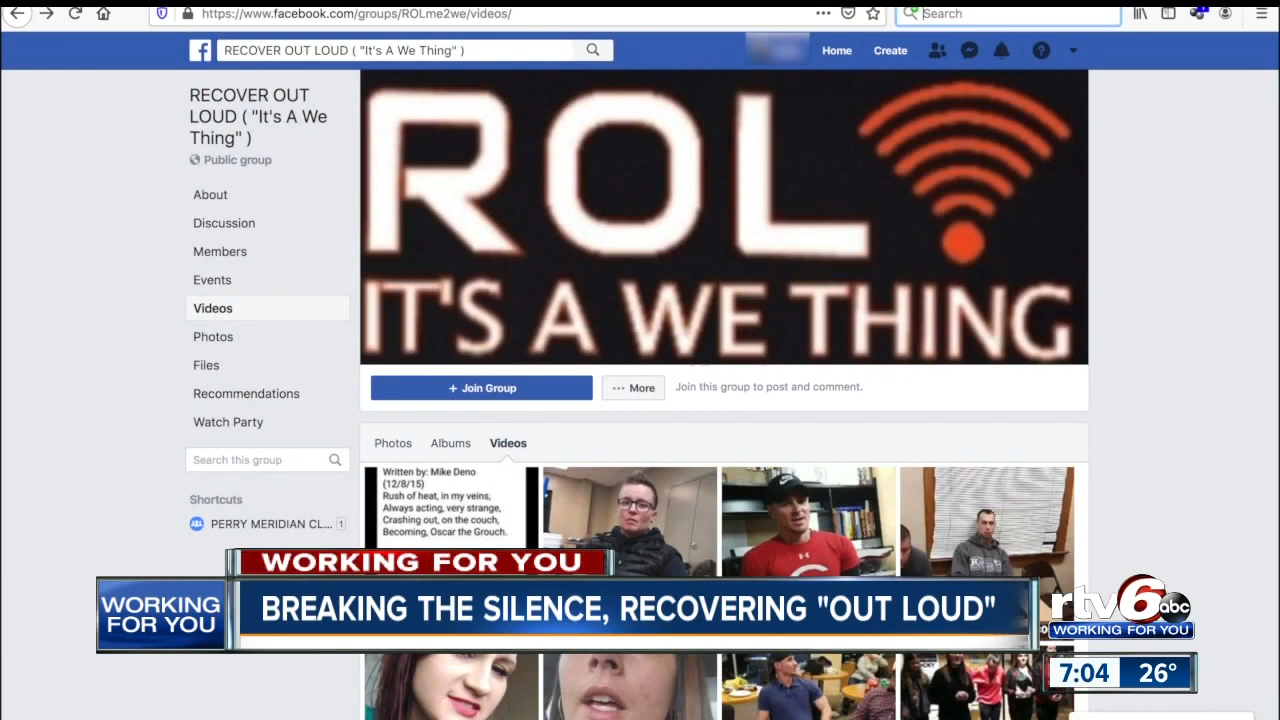 https://www.facebook.com/groups/ROLme2we/videos/
Search
RECOVER OUT LOUD ( "It's A We Thing" )
Home
Create
RECOVER OUT
LOUD ( "It's A We
Thing" )
Public group
About
Discussion
Members
Events
Videos
Photos
Files
Recommendations
Watch Party
Search this group
Shortcuts
PERRY MERIDIAN CL... 1
ROL
IT'S A WE THING
+ Join Group
··· More
Join this group to post and comment.
Photos Albums Videos
Written by: Mike Deno
(12/8/15)
Rush of heat, in my veins,
Always acting, very strange,
Crashing out, on the couch,
Becoming, Oscar the Grouch.
WORKING FOR YOU
WORKING
FOR YOU
BREAKING THE SILENCE, RECOVERING "OUT LOUD"
rtv6 abc
WORKING FOR YOU
7:04 26°